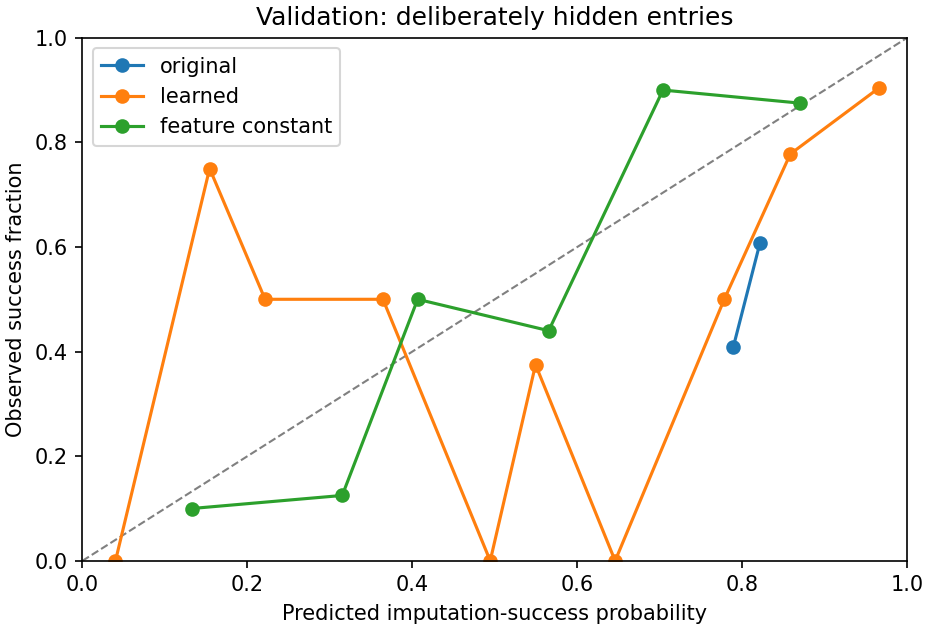 Validation: deliberately hidden entries
original
learned
feature constant
Observed success fraction
1.0
0.8
0.6
0.4
0.2
0.0
0.0 0.2 0.4 0.6 0.8 1.0
Predicted imputation-success probability